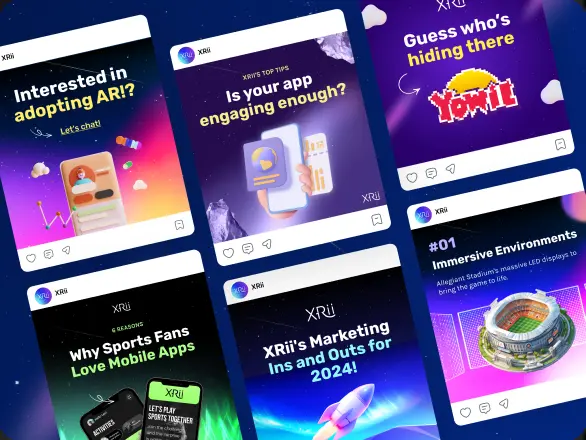 XRii
Interested in
adopting AR!?
Let's chat!
XRii
XRii'S TOP TIPS
Is your app
engaging enough?
XRii
XRii
Guess who's
hiding there
YOWIE
XRii
6 REASONS
Why Sports Fans
Love Mobile Apps
ACTIVITIES
XRii
LET'S PLAY
SPORTS TOGETHER
Join the
XRii
XRii
XRii's Marketing
Ins and Outs for
2024!
XRii
#01
Immersive Environments
Allegiant Stadium's massive LED displays to
bring the game to life.